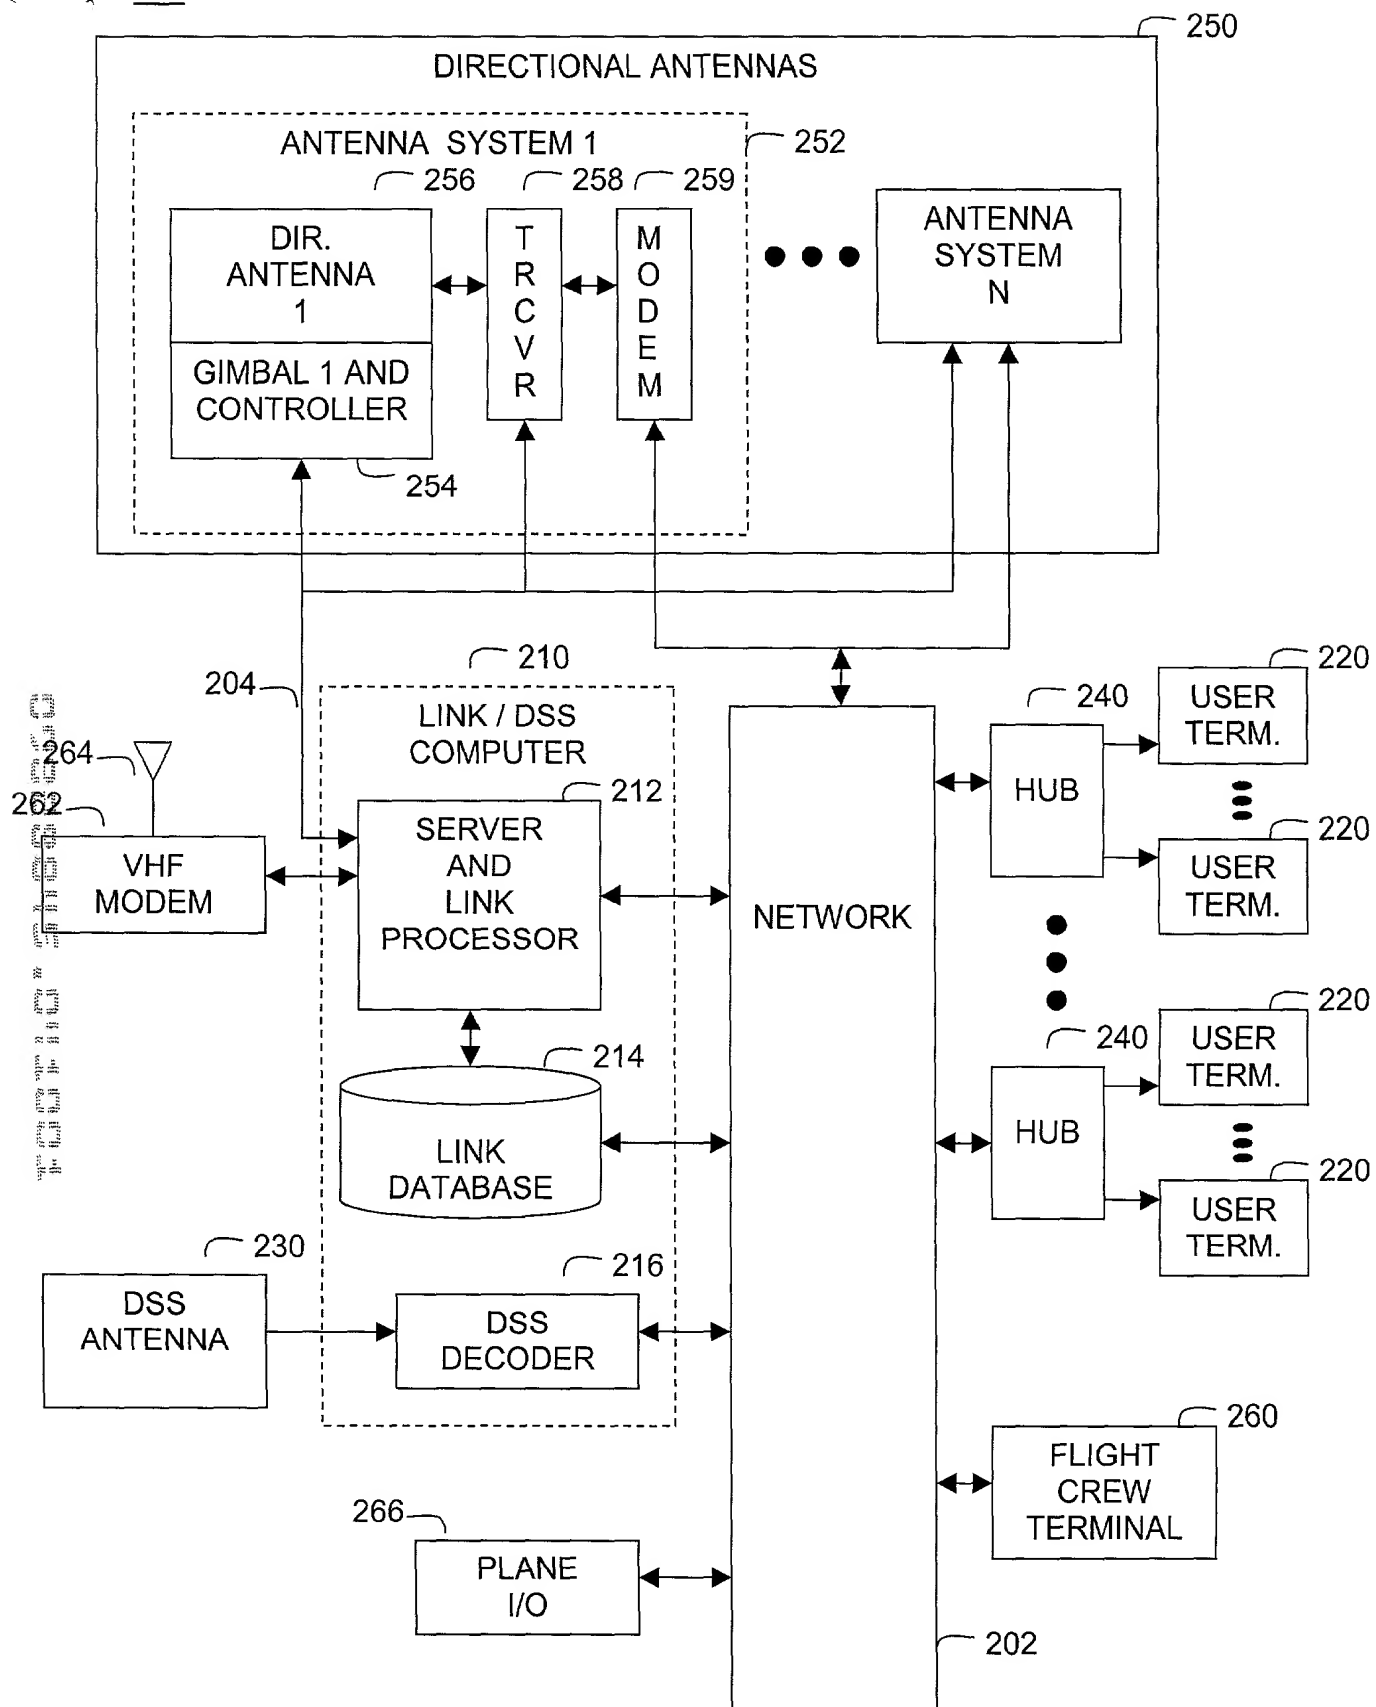 250
DIRECTIONAL ANTENNAS
ANTENNA SYSTEM 1
252
256
258
259
DIR.
ANTENNA
1
GIMBAL 1 AND
CONTROLLER
254
TRCVR
MODEM
ANTENNA
SYSTEM
N
204
210
LINK / DSS
COMPUTER
212
SERVER
AND
LINK
PROCESSOR
264
262
VHF
MODEM
214
LINK
DATABASE
230
DSS
ANTENNA
216
DSS
DECODER
266
PLANE
I/O
NETWORK
202
240
HUB
220
USER
TERM.
220
USER
TERM.
240
HUB
220
USER
TERM.
220
USER
TERM.
260
FLIGHT
CREW
TERMINAL